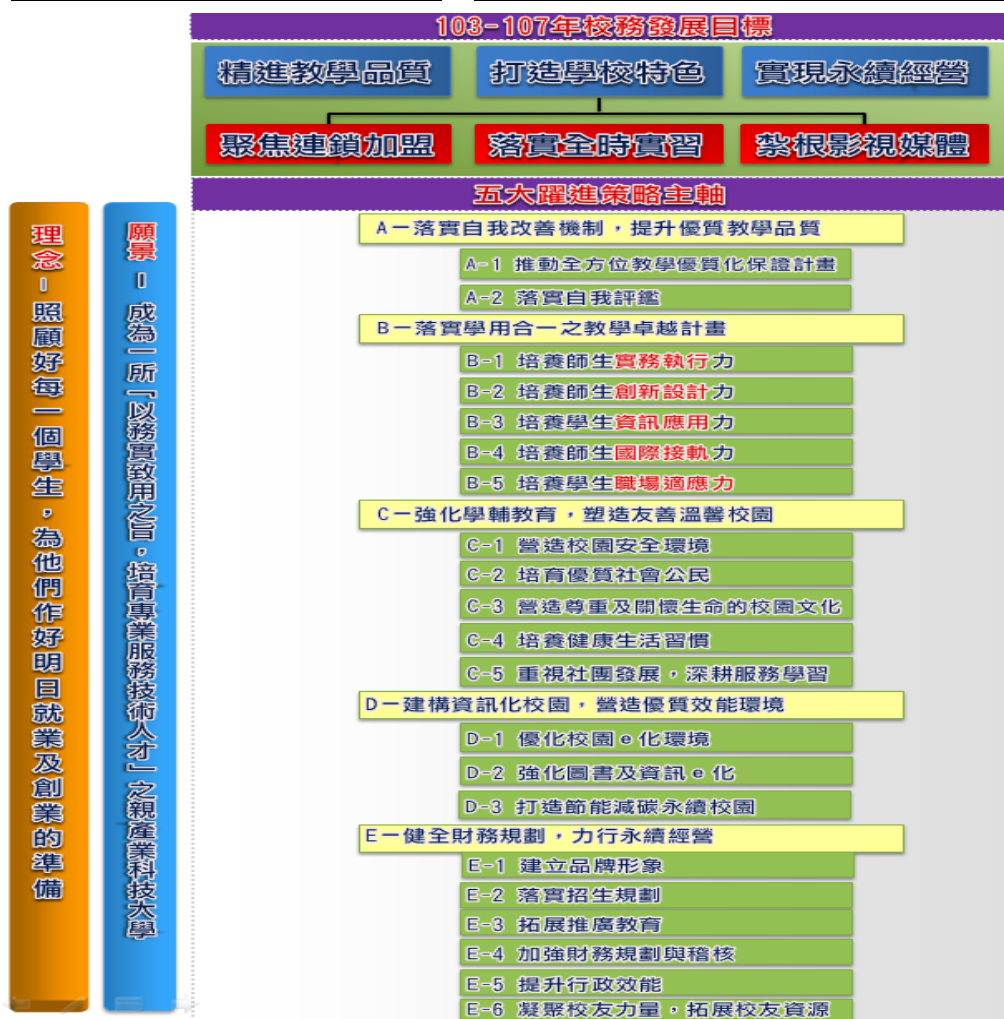 103-107年校務發展目標
精進教學品質
打造學校特色
實現永續經營
聚焦連鎖加盟
落實全時實習
紮根影視媒體
五大躍進策略主軸
理念－照顧好每一個學生，為他們作好明日就業及創業的準備
願景－成為一所「以務實致用之旨，培育專業服務技術人才」之親產業科技大學
A－落實自我改善機制，提升優質教學品質
A-1 推動全方位教學優質化保證計畫
A-2 落實自我評鑑
B－落實學用合一之教學卓越計畫
B-1 培養師生實務執行力
B-2 培養師生創新設計力
B-3 培養學生資訊應用力
B-4 培養師生國際接軌力
B-5 培養學生職場適應力
C－強化學輔教育，塑造友善溫馨校園
C-1 營造校園安全環境
C-2 培育優質社會公民
C-3 營造尊重及關懷生命的校園文化
C-4 培養健康生活習慣
C-5 重視社團發展，深耕服務學習
D－建構資訊化校園，營造優質效能環境
D-1 優化校園e化環境
D-2 強化圖書及資訊e化
D-3 打造節能減碳永續校園
E－健全財務規劃，力行永續經營
E-1 建立品牌形象
E-2 落實招生規劃
E-3 拓展推廣教育
E-4 加強財務規劃與稽核
E-5 提升行政效能
E-6 凝聚校友力量，拓展校友資源